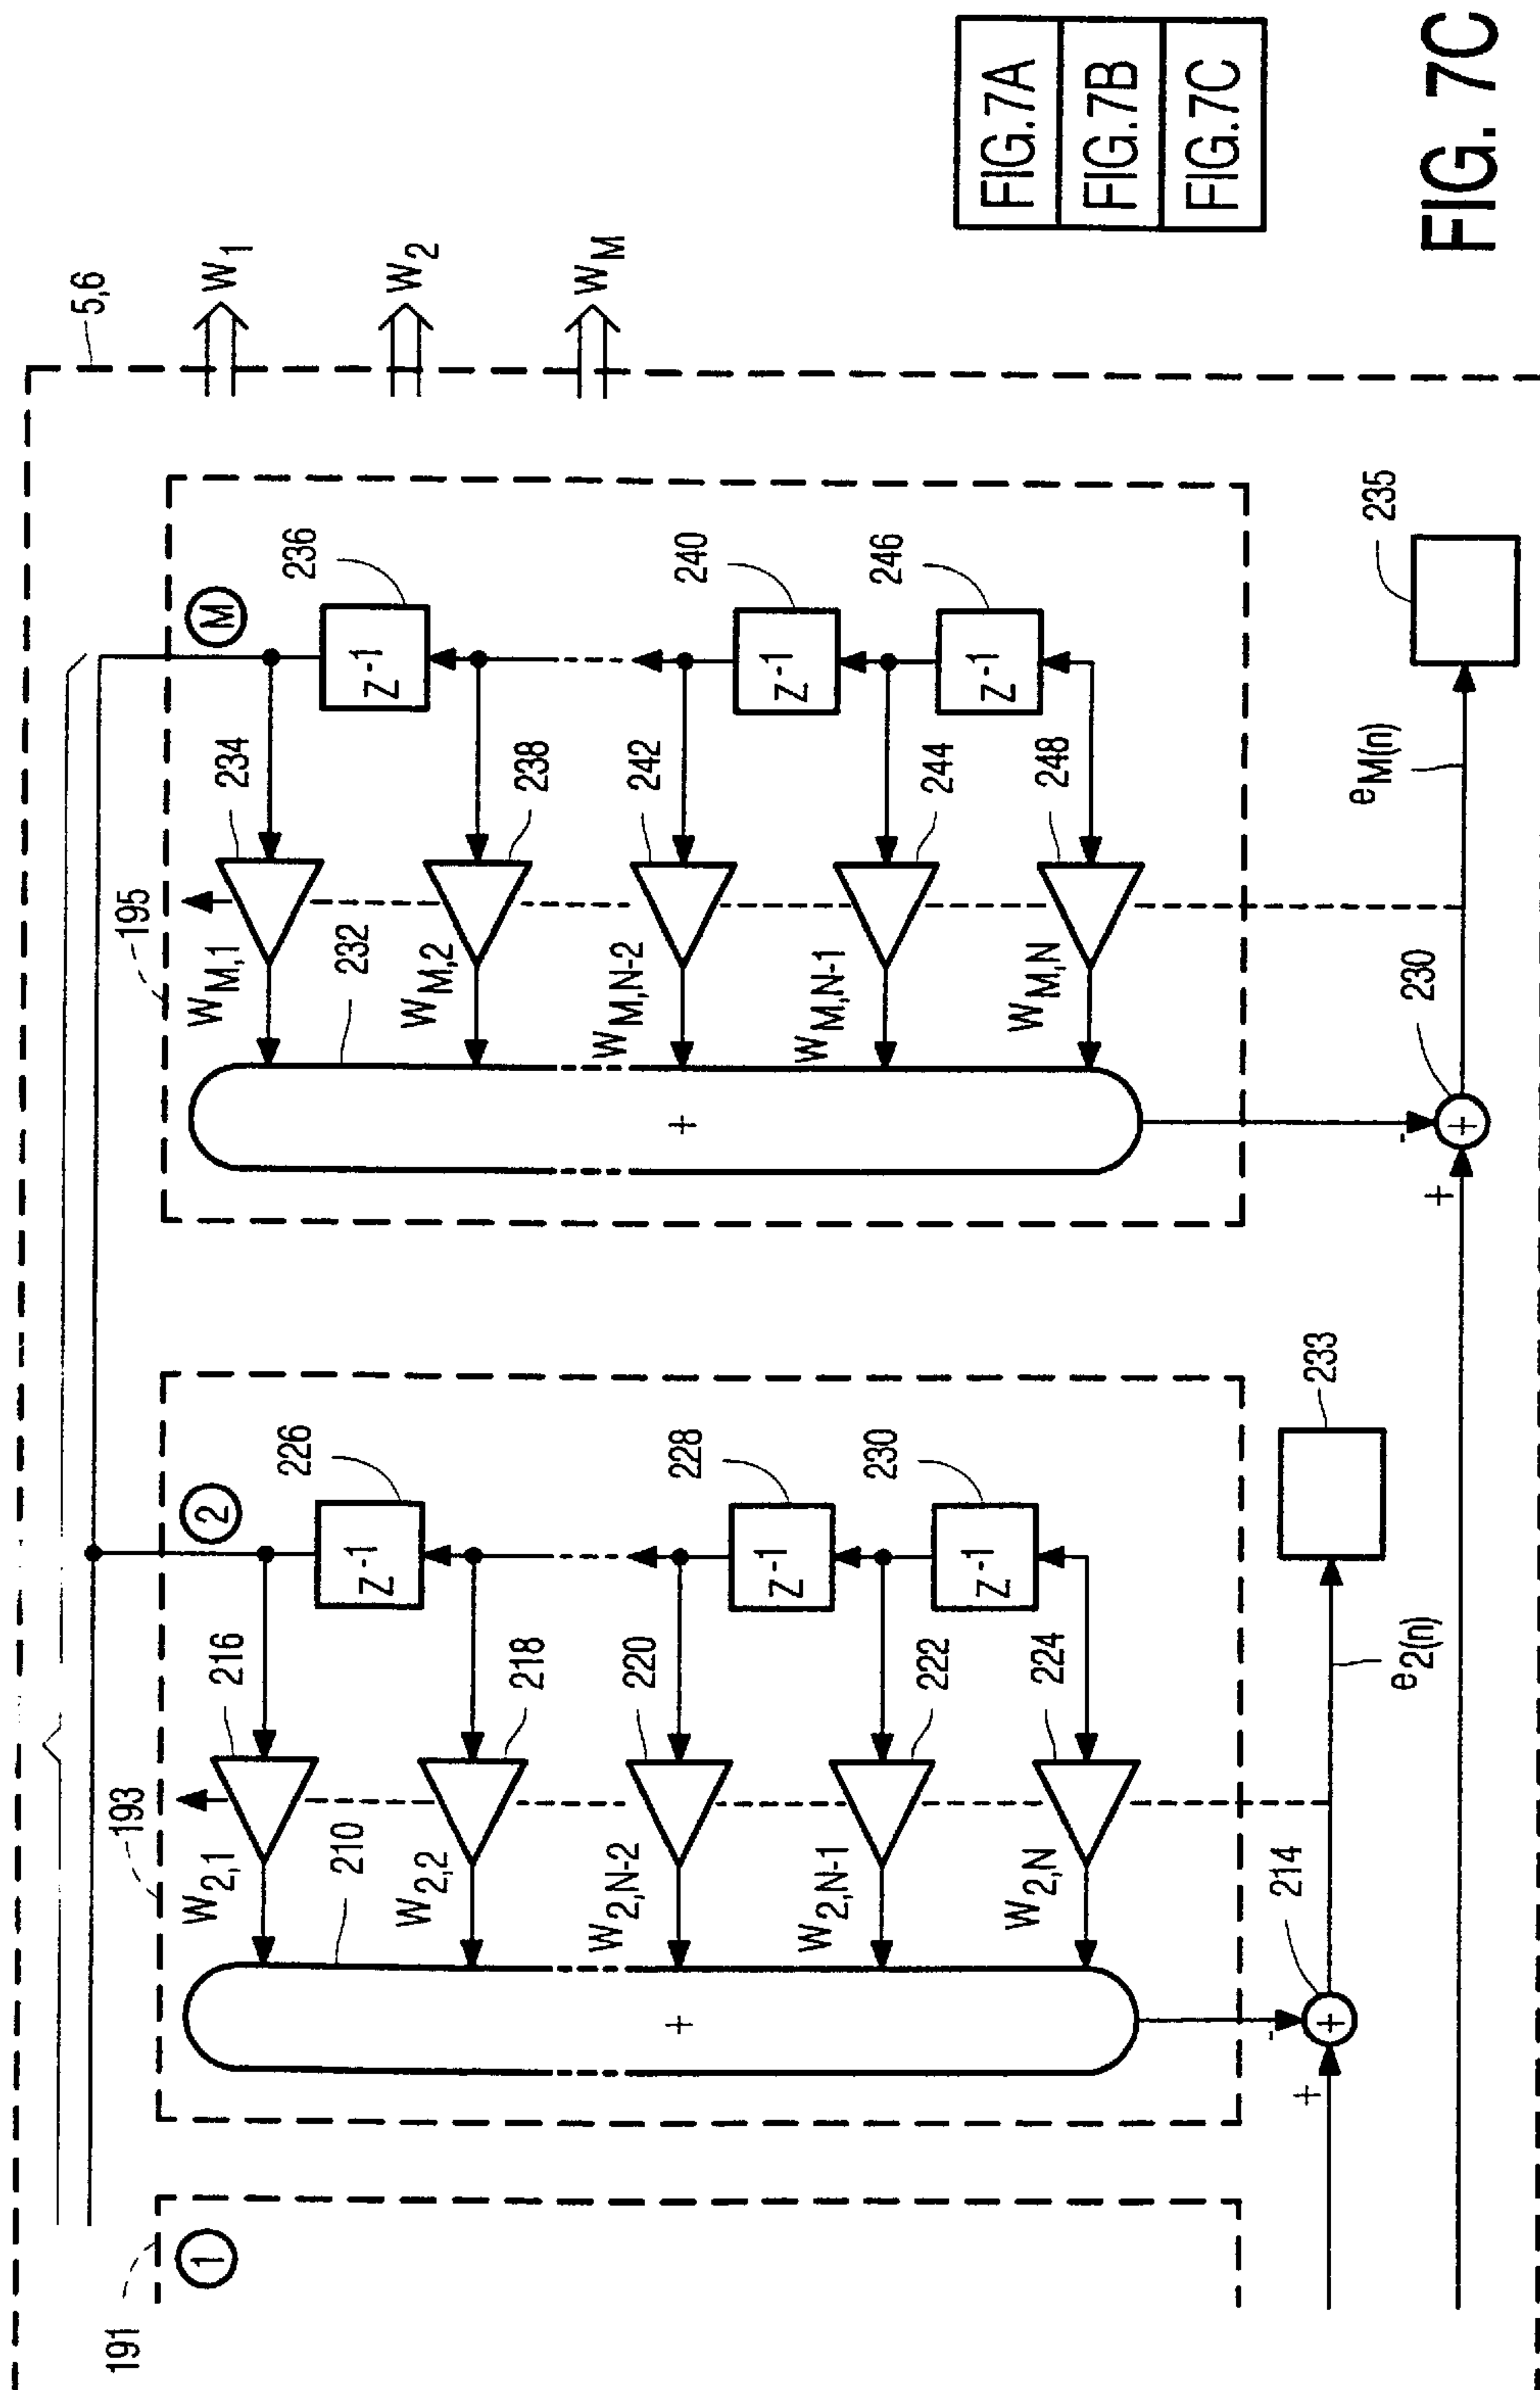 5,6
W1
W2
WM
195
WM,1
234
M
236
232
WM,2
238
WM,N-2
242
240
WM,N-1
244
246
WM,N
248
Z-1
Z-1
Z-1
+
230
+
-
+
eM(n)
235
193
W2,1
216
2
226
210
W2,2
218
W2,N-2
220
228
W2,N-1
222
230
W2,N
224
Z-1
Z-1
Z-1
+
214
+
-
+
e2(n)
233
191
1
FIG.7A
FIG.7B
FIG.7C
FIG. 7C